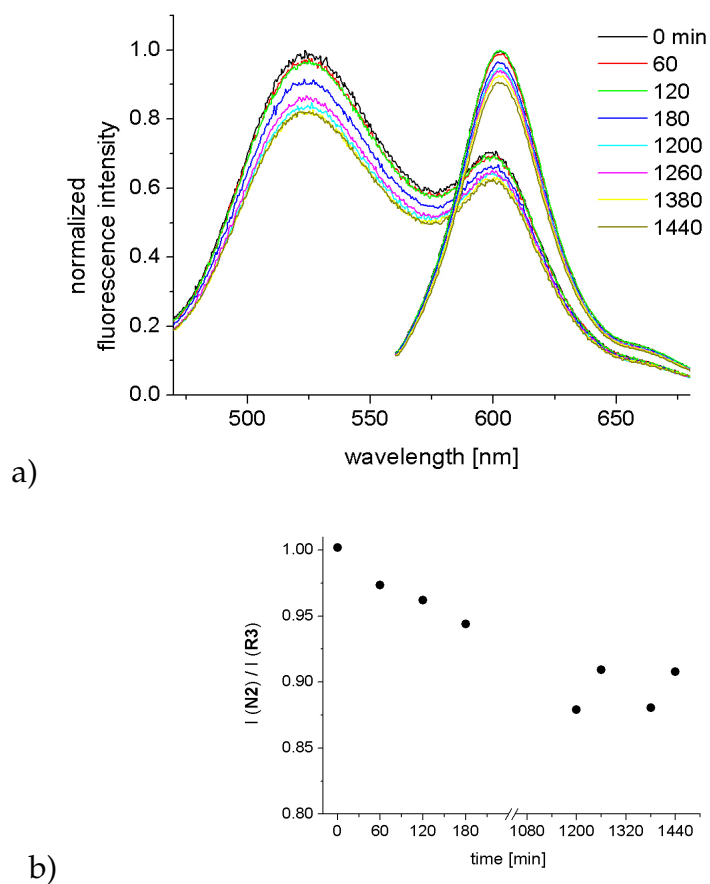 1.0
0.8
0.6
0.4
0.2
0.0
normalized
fluorescence intensity
0 min
60
120
180
1200
1260
1380
1440
500 550 600 650
wavelength [nm]
a)
1.00
0.95
0.90
0.85
0.80
I (N2) / I (R3)
0 60 120 180 1080 1200 1320 1440
time [min]
b)